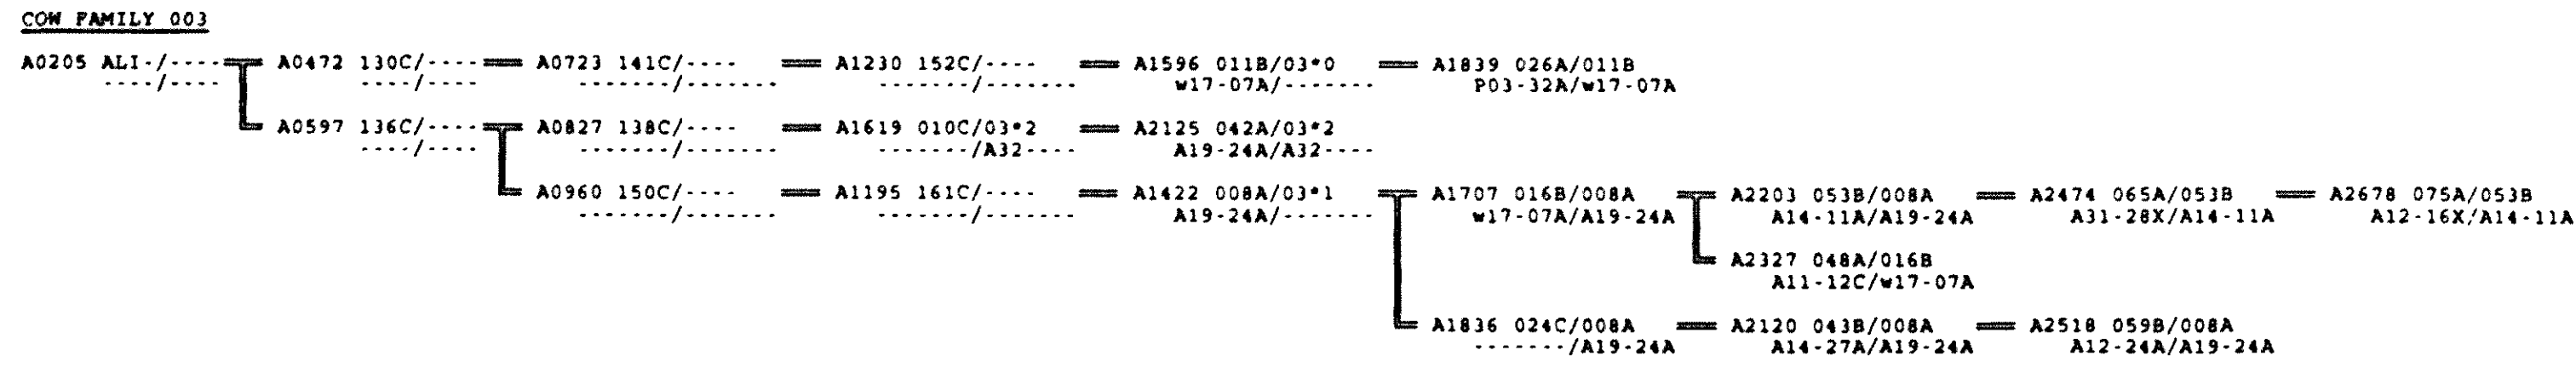 COW FAMILY 003
A0205 ALI-/---- A0472 130C/---- A0723 141C/---- A1230 152C/---- A1596 011B/03*0 A1839 026A/011B
----/---- ----/---- -------/------- -------/------- w17-07A/------- P03-32A/w17-07A
A0597 136C/---- A0827 138C/---- A1619 010C/03*2 A2125 042A/03*2
----/---- -------/------- -------/A32---- A19-24A/A32----
A0960 150C/---- A1195 161C/---- A1422 008A/03*1 A1707 016B/008A A2203 053B/008A A2474 065A/053B A2678 075A/053B
-------/------- -------/------- A19-24A/------- w17-07A/A19-24A A14-11A/A19-24A A31-28X/A14-11A A12-16X/A14-11A
A2327 048A/016B
A11-12C/w17-07A
A1836 024C/008A A2120 043B/008A A2518 059B/008A
-------/A19-24A A14-27A/A19-24A A12-24A/A19-24A